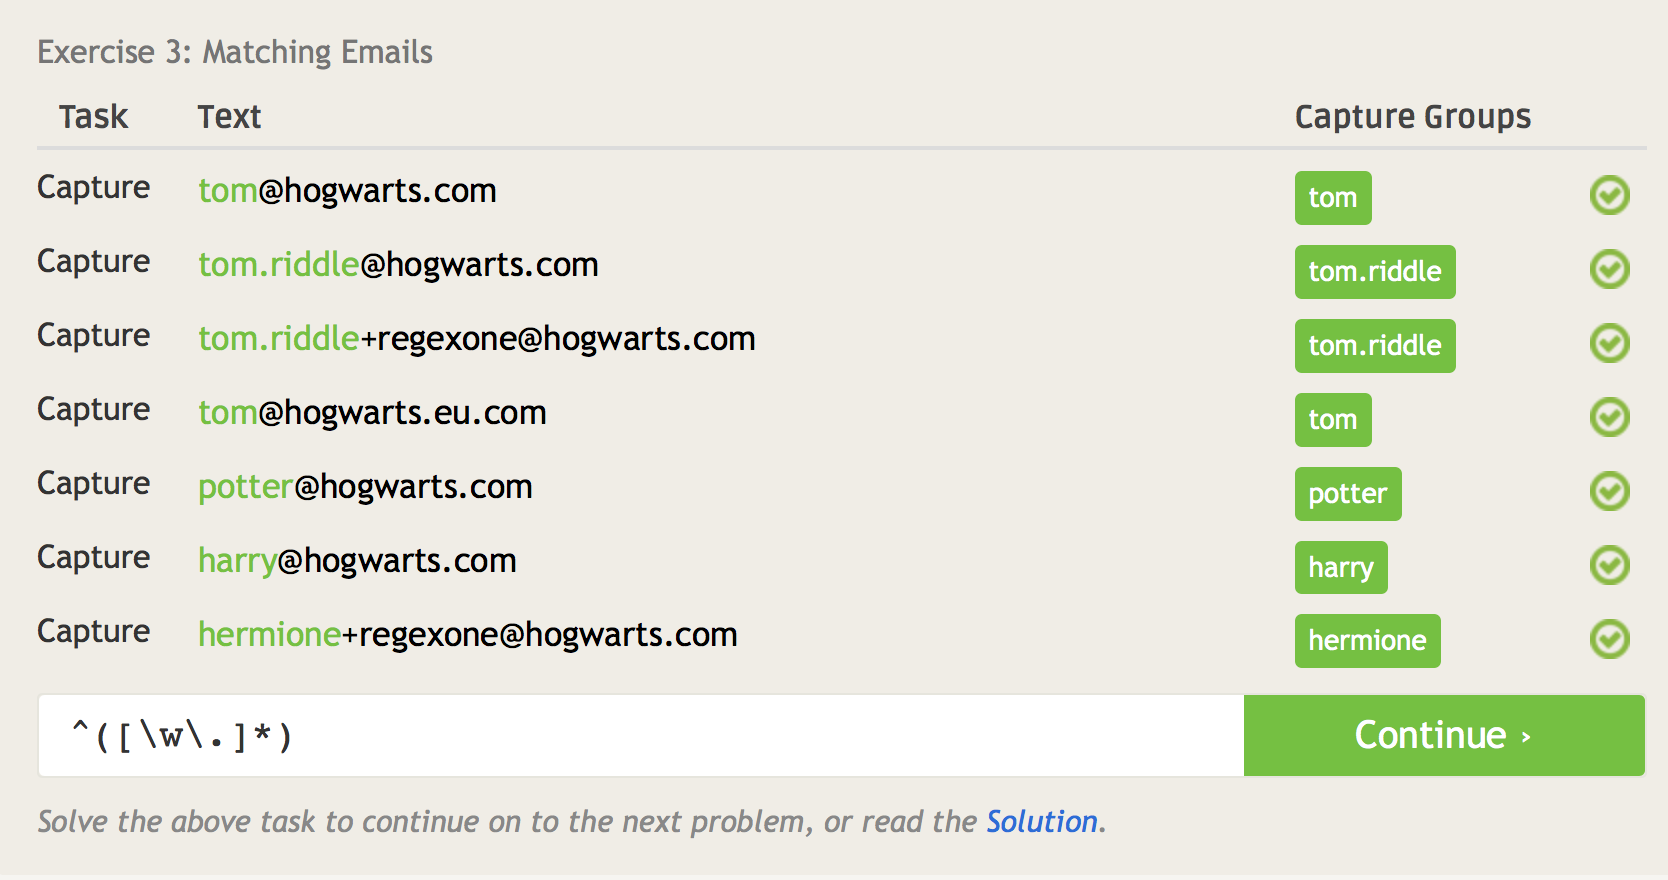 Exercise 3: Matching Emails
Task Text Capture Groups
Capture tom@hogwarts.com tom
Capture tom.riddle@hogwarts.com tom.riddle
Capture tom.riddle+regexone@hogwarts.com tom.riddle
Capture tom@hogwarts.eu.com tom
Capture potter@hogwarts.com potter
Capture harry@hogwarts.com harry
Capture hermione+regexone@hogwarts.com hermione
^([\w\.]*) Continue ›
Solve the above task to continue on to the next problem, or read the Solution.